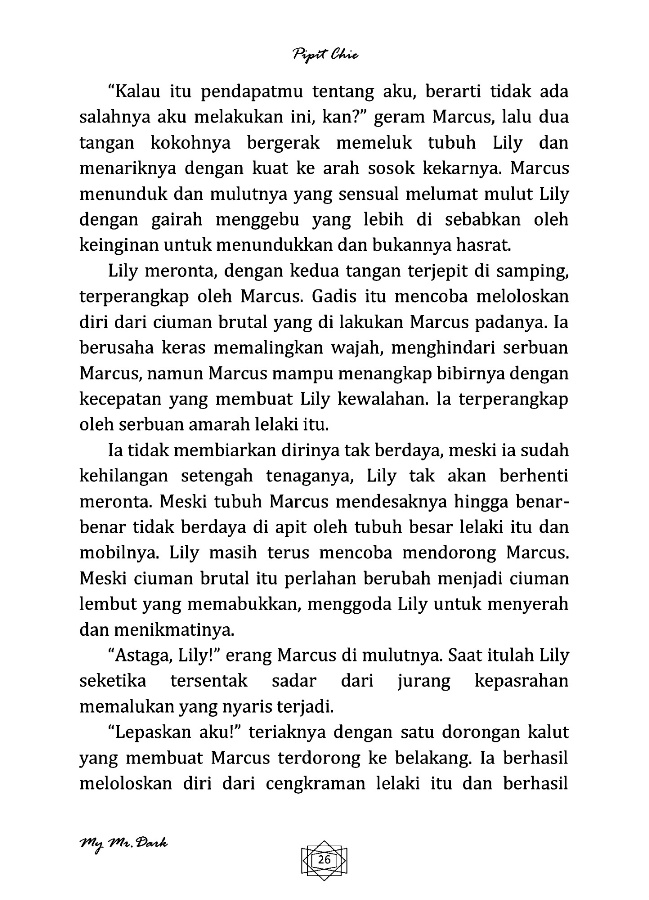 Pipit Chie
“Kalau itu pendapatmu tentang aku, berarti tidak ada
salahnya aku melakukan ini, kan?” geram Marcus, lalu dua
tangan kokohnya bergerak memeluk tubuh Lily dan
menariknya dengan kuat ke arah sosok kekarnya. Marcus
menunduk dan mulutnya yang sensual melumat mulut Lily
dengan gairah menggebu yang lebih di sebabkan oleh
keinginan untuk menundukkan dan bukannya hasrat.
Lily meronta, dengan kedua tangan terjepit di samping,
terperangkap oleh Marcus. Gadis itu mencoba meloloskan
diri dari ciuman brutal yang di lakukan Marcus padanya. Ia
berusaha keras memalingkan wajah, menghindari serbuan
Marcus, namun Marcus mampu menangkap bibirnya dengan
kecepatan yang membuat Lily kewalahan. la terperangkap
oleh serbuan amarah lelaki itu.
Ia tidak membiarkan dirinya tak berdaya, meski ia sudah
kehilangan setengah tenaganya, Lily tak akan berhenti
meronta. Meski tubuh Marcus mendesaknya hingga benar-
benar tidak berdaya di apit oleh tubuh besar lelaki itu dan
mobilnya. Lily masih terus mencoba mendorong Marcus.
Meski ciuman brutal itu perlahan berubah menjadi ciuman
lembut yang memabukkan, menggoda Lily untuk menyerah
dan menikmatinya.
“Astaga, Lily!” erang Marcus di mulutnya. Saat itulah Lily
seketika tersentak sadar dari jurang kepasrahan
memalukan yang nyaris terjadi.
“Lepaskan aku!” teriaknya dengan satu dorongan kalut
yang membuat Marcus terdorong ke belakang. Ia berhasil
meloloskan diri dari cengkraman lelaki itu dan berhasil
My Mr. Dark
26